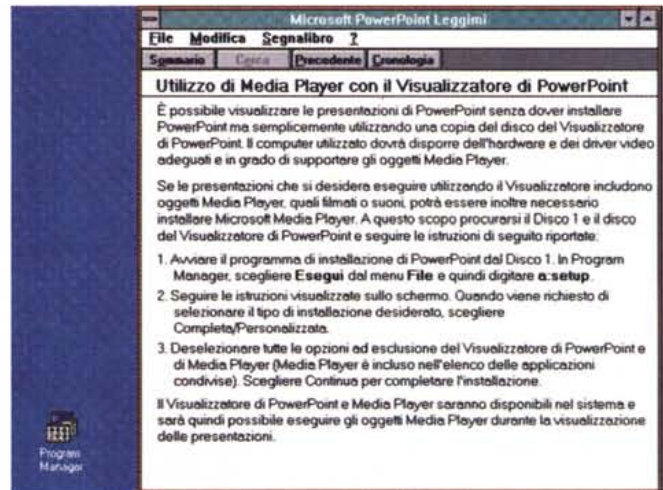 Microsoft PowerPoint Leggimi
File Modifica Segnalibro ?
Sommario Cerca Precedente Cronologia
Utilizzo di Media Player con il Visualizzatore di PowerPoint
È possibile visualizzare le presentazioni di PowerPoint senza dover installare
PowerPoint ma semplicemente utilizzando una copia del disco del Visualizzatore
di PowerPoint. Il computer utilizzato dovrà disporre dell'hardware e dei driver video
adeguati e in grado di supportare gli oggetti Media Player.
Se le presentazioni che si desidera eseguire utilizzando il Visualizzatore includono
oggetti Media Player, quali filmati o suoni, potrà essere inoltre necessario
installare Microsoft Media Player. A questo scopo procurarsi il Disco 1 e il disco
del Visualizzatore di PowerPoint e seguire le istruzioni di seguito riportate:
1. Avviare il programma di installazione di PowerPoint dal Disco 1. In Program
Manager, scegliere Esegui dal menu File e quindi digitare a:setup.
2. Seguire le istruzioni visualizzate sullo schermo. Quando viene richiesto di
selezionare il tipo di installazione desiderato, scegliere
Completa/Personalizzata.
3. Deselezionare tutte le opzioni ad esclusione del Visualizzatore di PowerPoint e
di Media Player (Media Player è incluso nell'elenco delle applicazioni
condivise). Scegliere Continua per completare l'installazione.
Il Visualizzatore di PowerPoint e Media Player saranno disponibili nel sistema e
sarà quindi possibile eseguire gli oggetti Media Player durante la visualizzazione
delle presentazioni.
Program
Manager